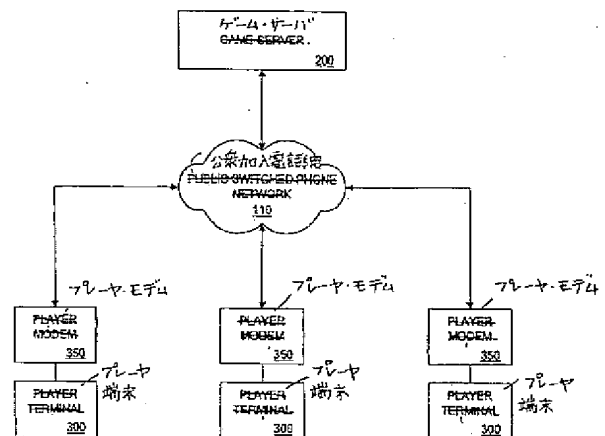 ゲーム・サーバ
GAME SERVER
200
公衆加入電話網
PUBLIC SWITCHED PHONE
NETWORK
110
プレーヤ・モデム
プレーヤ・モデム
プレーヤ・モデム
PLAYER
MODEM
350
PLAYER
MODEM
350
PLAYER
MODEM
350
プレーヤ
端末
プレーヤ
端末
プレーヤ
端末
PLAYER
TERMINAL
300
PLAYER
TERMINAL
300
PLAYER
TERMINAL
300